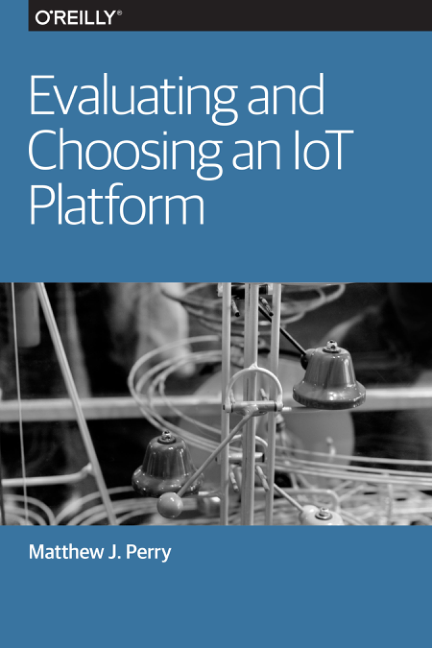 O'REILLY®
Evaluating and
Choosing an IoT
Platform
Matthew J. Perry